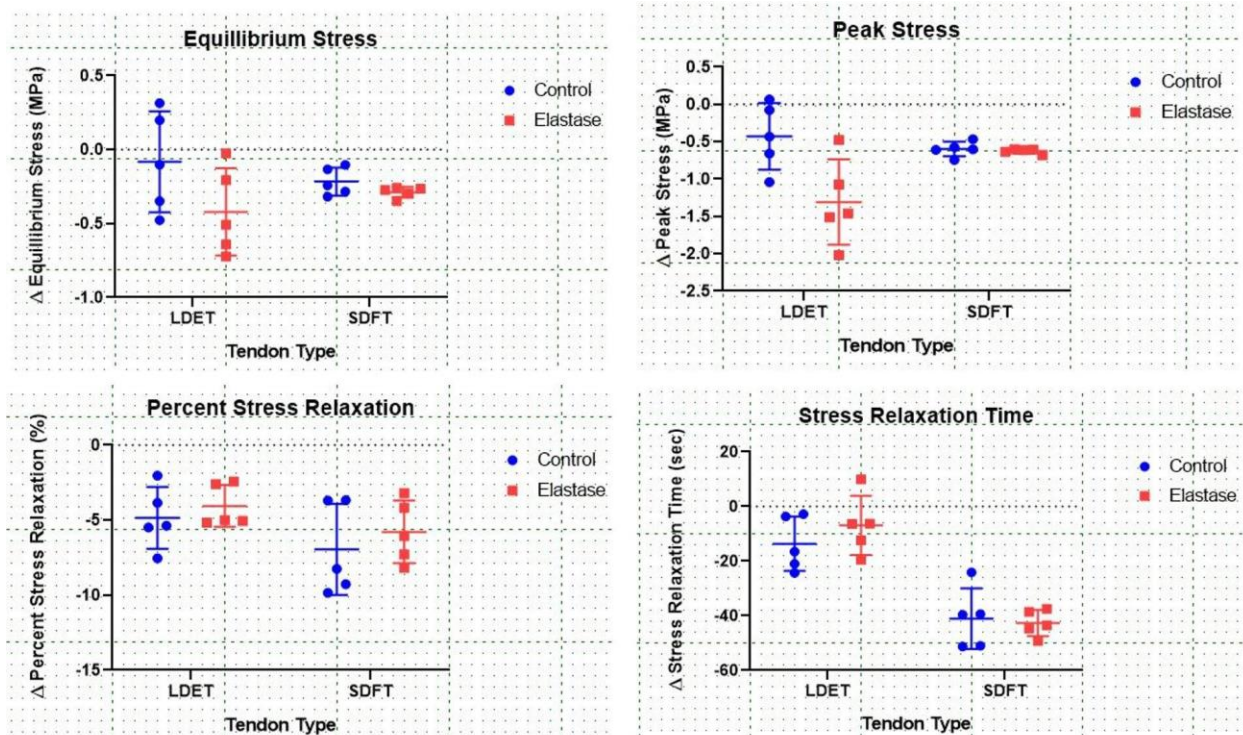 Equillibrium Stress
Δ Equilibrium Stress (MPa)
0.5
0.0
-0.5
-1.0
LDET
SDFT
Tendon Type
Control
Elastase
Peak Stress
Δ Peak Stress (MPa)
0.5
0.0
-0.5
-1.0
-1.5
-2.0
-2.5
LDET
SDFT
Tendon Type
Control
Elastase
Percent Stress Relaxation
Δ Percent Stress Relaxation (%)
0
-5
-10
-15
LDET
SDFT
Tendon Type
Control
Elastase
Stress Relaxation Time
Δ Stress Relaxation Time (sec)
20
0
-20
-40
-60
LDET
SDFT
Tendon Type
Control
Elastase